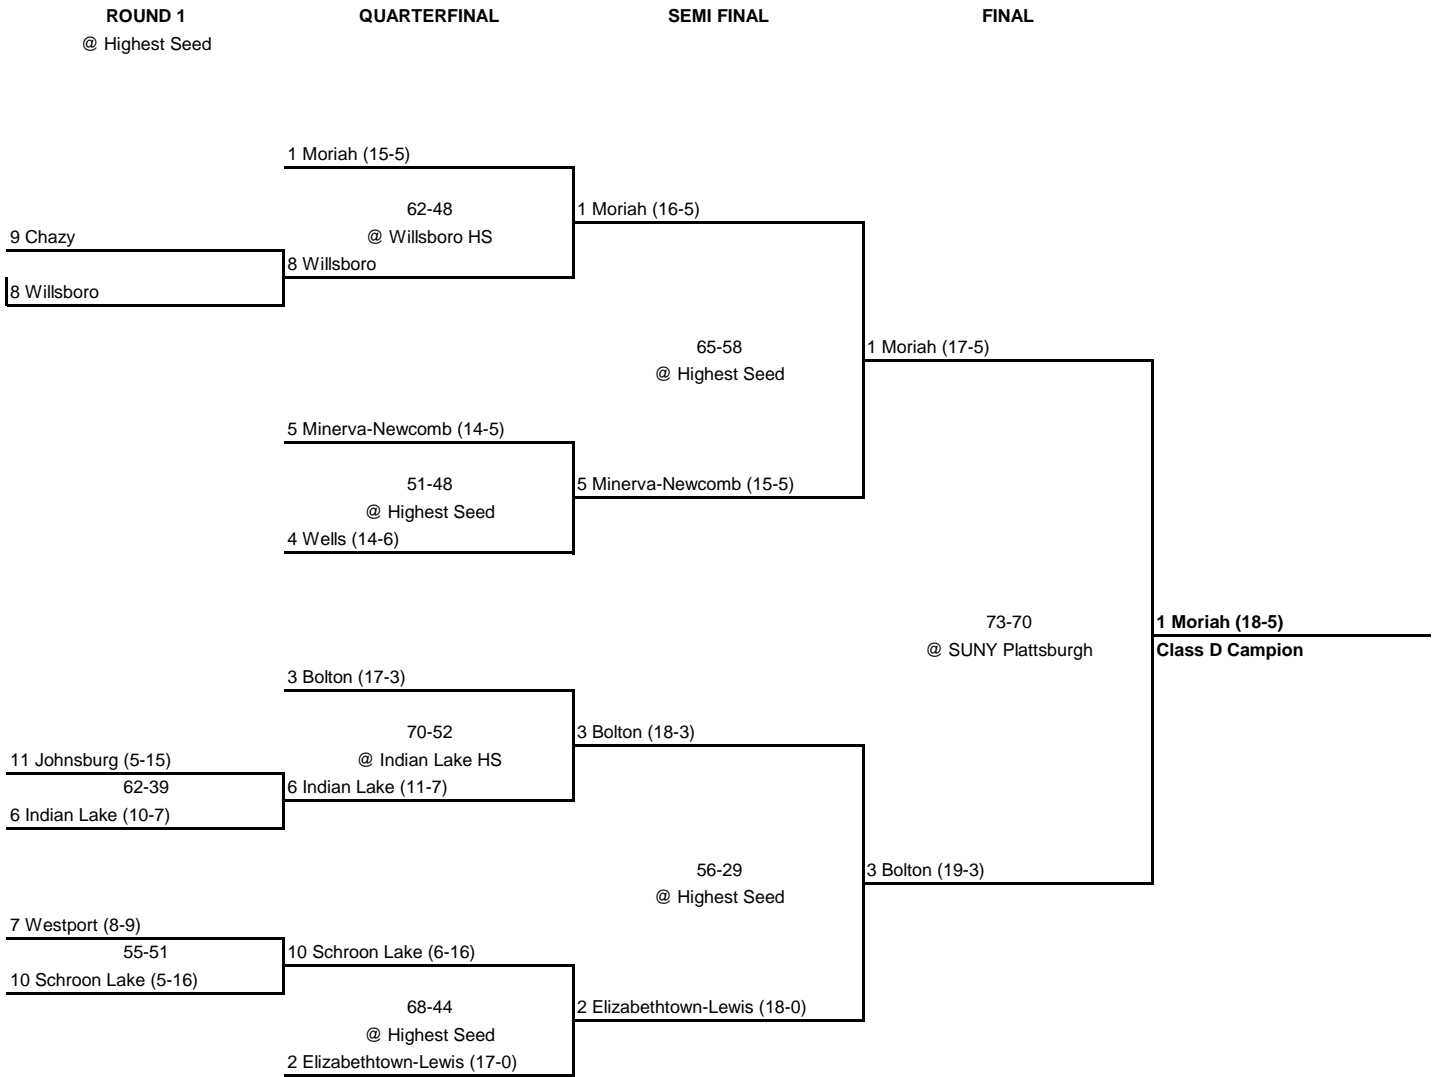 ROUND 1
QUARTERFINAL
SEMI FINAL
FINAL
@ Highest Seed
1 Moriah (15-5)
62-48
@ Willsboro HS
1 Moriah (16-5)
9 Chazy
8 Willsboro
8 Willsboro
65-58
@ Highest Seed
1 Moriah (17-5)
5 Minerva-Newcomb (14-5)
51-48
@ Highest Seed
5 Minerva-Newcomb (15-5)
4 Wells (14-6)
73-70
@ SUNY Plattsburgh
1 Moriah (18-5)
Class D Campion
3 Bolton (17-3)
70-52
@ Indian Lake HS
3 Bolton (18-3)
11 Johnsburg (5-15)
62-39
6 Indian Lake (10-7)
6 Indian Lake (11-7)
56-29
@ Highest Seed
3 Bolton (19-3)
7 Westport (8-9)
55-51
10 Schroon Lake (5-16)
10 Schroon Lake (6-16)
68-44
@ Highest Seed
2 Elizabethtown-Lewis (18-0)
2 Elizabethtown-Lewis (17-0)